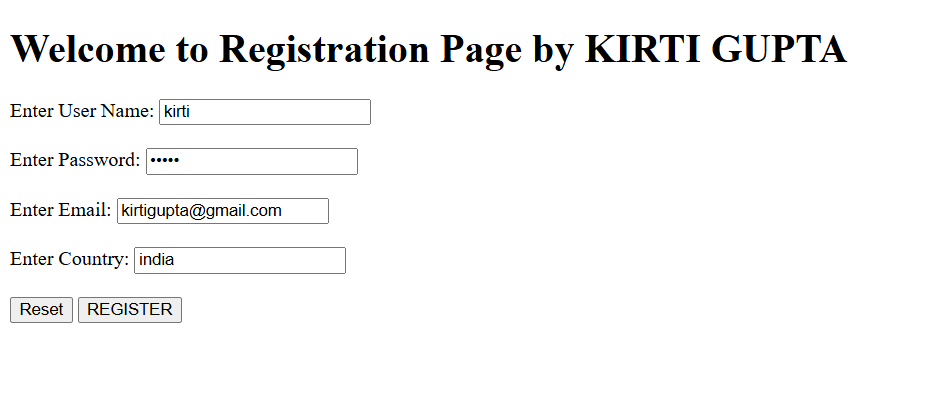 Welcome to Registration Page by KIRTI GUPTA
Enter User Name: kirti
Enter Password: •••••
Enter Email: kirtigupta@gmail.com
Enter Country: india
Reset REGISTER